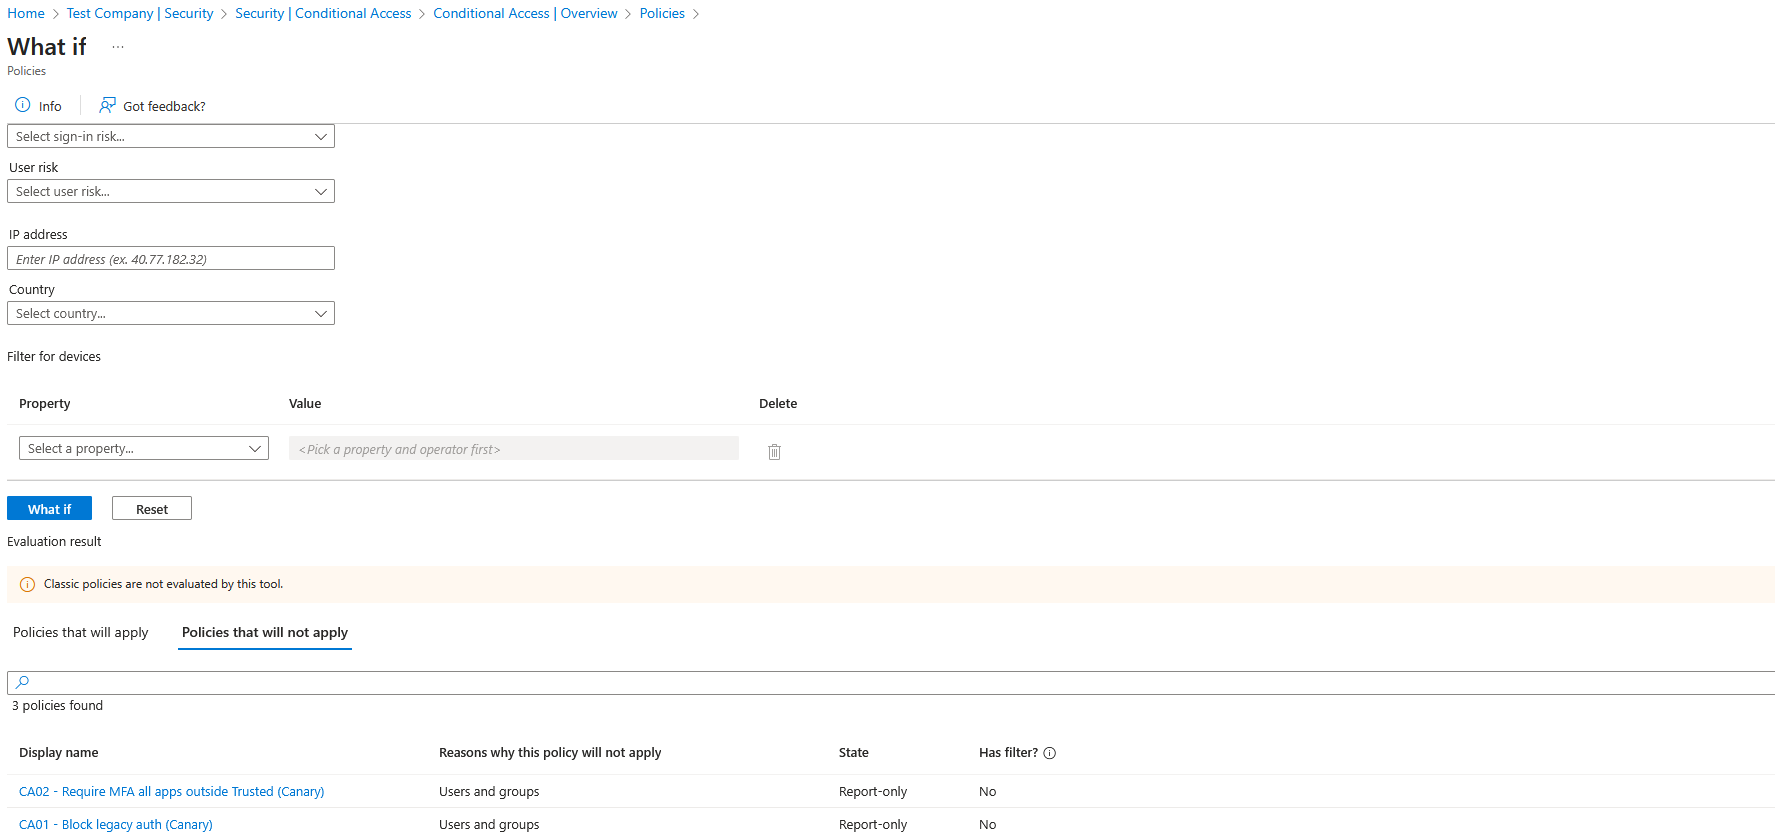 Home > Test Company | Security > Security | Conditional Access > Conditional Access | Overview > Policies >
What if ...
Policies
Info Got feedback?
Select sign-in risk...
User risk
Select user risk...
IP address
Enter IP address (ex. 40.77.182.32)
Country
Select country...
Filter for devices
Property Value Delete
Select a property... <Pick a property and operator first>
What if Reset
Evaluation result
Classic policies are not evaluated by this tool.
Policies that will apply Policies that will not apply
3 policies found
Display name Reasons why this policy will not apply State Has filter?
CA02 - Require MFA all apps outside Trusted (Canary) Users and groups Report-only No
CA01 - Block legacy auth (Canary) Users and groups Report-only No